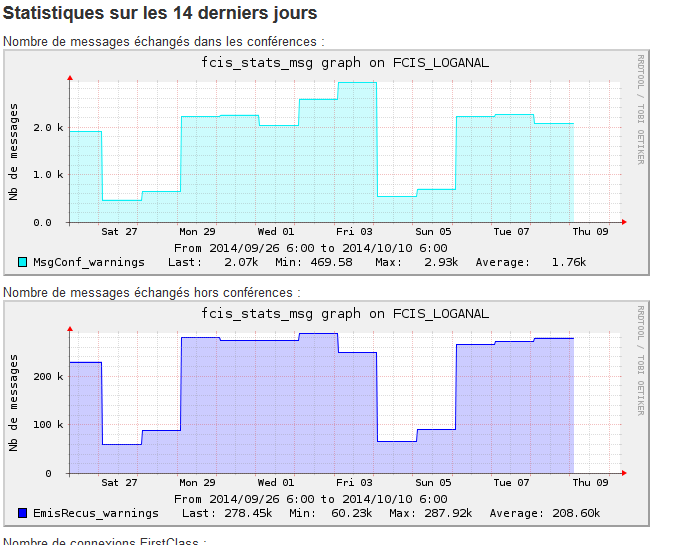 Statistiques sur les 14 derniers jours
Nombre de messages échangés dans les conférences :
fcis_stats_msg graph on FCIS_LOGANAL
RRDTOOL / TOBI OETIKER
Nb de messages
2.0 k
1.0 k
0.0
Sat 27 Mon 29 Wed 01 Fri 03 Sun 05 Tue 07 Thu 09
From 2014/09/26 6:00 to 2014/10/10 6:00
MsgConf_warnings Last: 2.07k Min: 469.58 Max: 2.93k Average: 1.76k
Nombre de messages échangés hors conférences :
fcis_stats_msg graph on FCIS_LOGANAL
RRDTOOL / TOBI OETIKER
Nb de messages
200 k
100 k
0
Sat 27 Mon 29 Wed 01 Fri 03 Sun 05 Tue 07 Thu 09
From 2014/09/26 6:00 to 2014/10/10 6:00
EmisRecus_warnings Last: 278.45k Min: 60.23k Max: 287.92k Average: 208.60k
Nombre de connexions FirstClass :